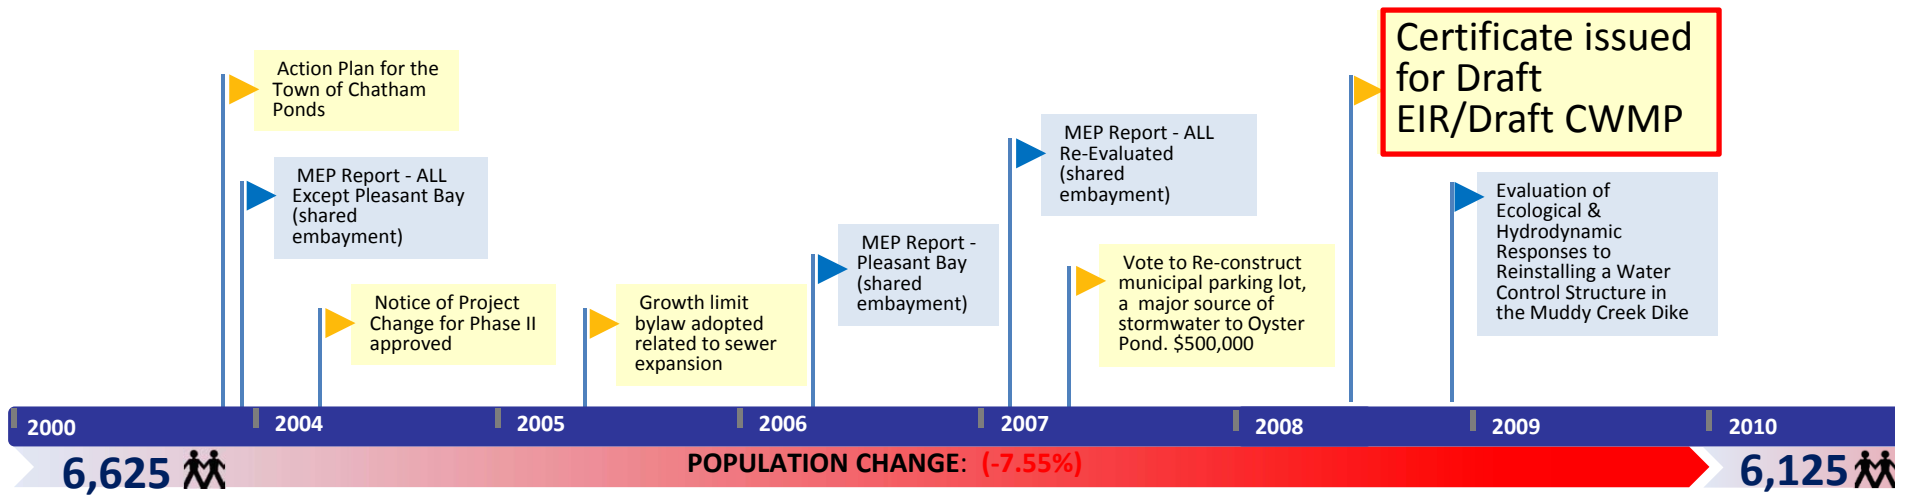 Action Plan for the
Town of Chatham
Ponds
MEP Report - ALL
Except Pleasant Bay
(shared
embayment)
Notice of Project
Change for Phase II
approved
Growth limit
bylaw adopted
related to sewer
expansion
MEP Report -
Pleasant Bay
(shared
embayment)
MEP Report - ALL
Re-Evaluated
(shared
embayment)
Vote to Re-construct
municipal parking lot,
a major source of
stormwater to Oyster
Pond. $500,000
Certificate issued
for Draft
EIR/Draft CWMP
Evaluation of
Ecological &
Hydrodynamic
Responses to
Reinstalling a Water
Control Structure in
the Muddy Creek Dike
2000 2004 2005 2006 2007 2008 2009 2010
6,625 POPULATION CHANGE: (-7.55%) 6,125